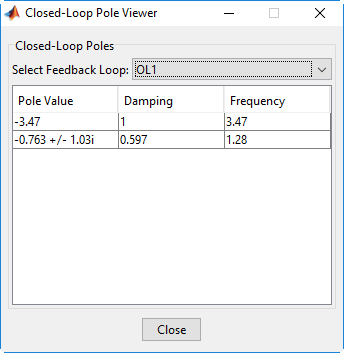 Closed-Loop Pole Viewer
Closed-Loop Poles
Select Feedback Loop: OL1
Pole Value Damping Frequency
-3.47 1 3.47
-0.763 +/- 1.03i 0.597 1.28
Close